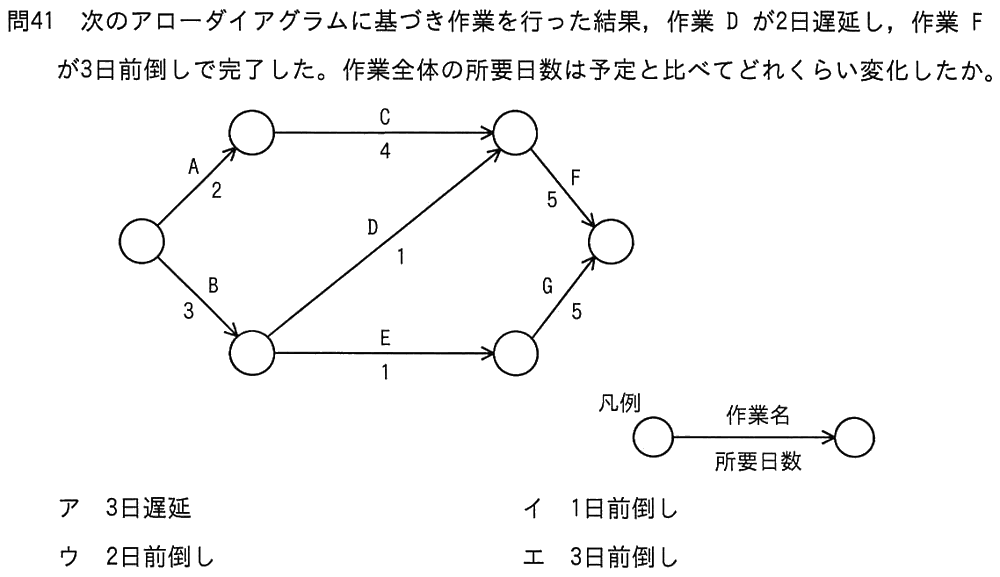 問41 次のアローダイアグラムに基づき作業を行った結果，作業 D が2日遅延し，作業 F
が3日前倒しで完了した。作業全体の所要日数は予定と比べてどれくらい変化したか。
C
4
A
2
F
5
D
1
B
3
G
5
E
1
凡例
作業名
所要日数
ア 3日遅延
イ 1日前倒し
ウ 2日前倒し
エ 3日前倒し